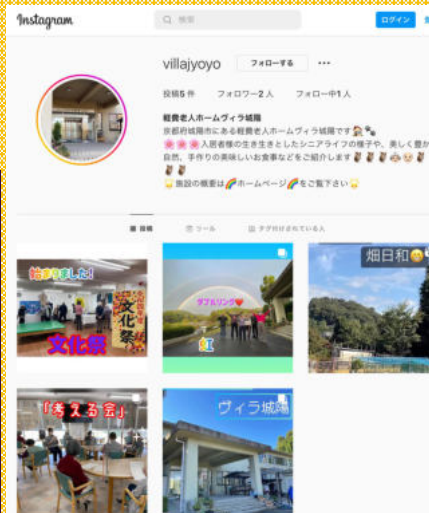 Instagram
検索
ログイン
villajyoyo
フォローする
投稿5 件 フォロワー2 人 フォロー中1 人
軽費老人ホームヴィラ城陽
京都府城陽市にある軽費老人ホームヴィラ城陽です
入居者様の生き生きとしたシニアライフの様子や、美しく豊か
自然、手作りの美味しいお食事などをご紹介します
施設の概要は🌈ホームページ🌈をご覧下さい
投稿
リール
タグ付けされている人
始まりました!
文化祭
文化祭
ダブルリング❤
虹
畑日和
「考える会」
ヴィラ城陽